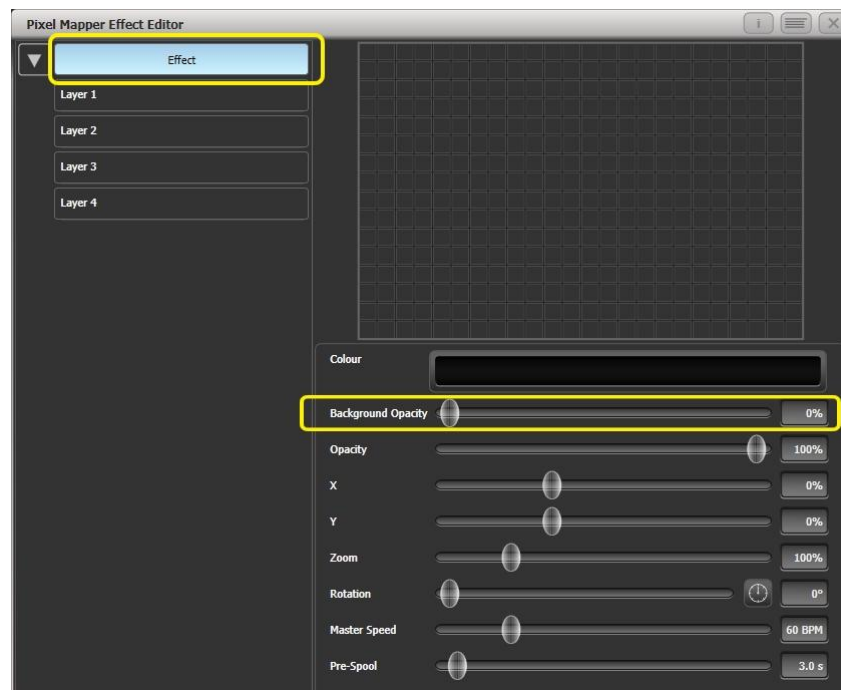 Pixel Mapper Effect Editor
i
Effect
Layer 1
Layer 2
Layer 3
Layer 4
Colour
Background Opacity 0%
Opacity 100%
X 0%
Y 0%
Zoom 100%
Rotation 0°
Master Speed 60 BPM
Pre-Spool 3.0 s